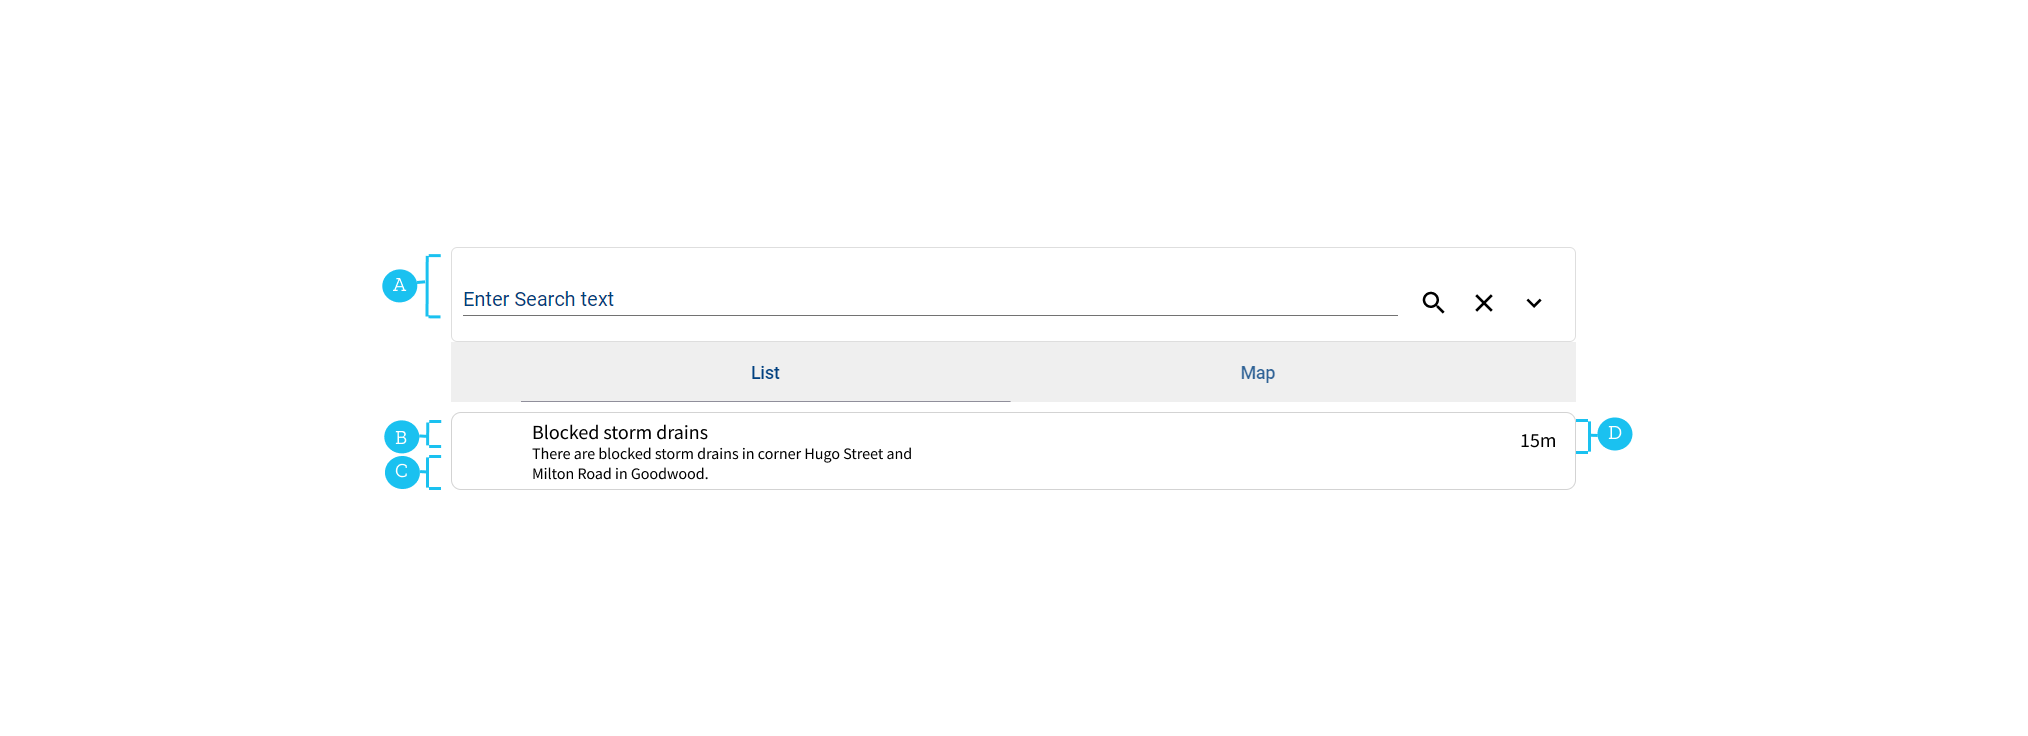 A
Enter Search text
List
Map
B
Blocked storm drains
15m
D
There are blocked storm drains in corner Hugo Street and
C
Milton Road in Goodwood.